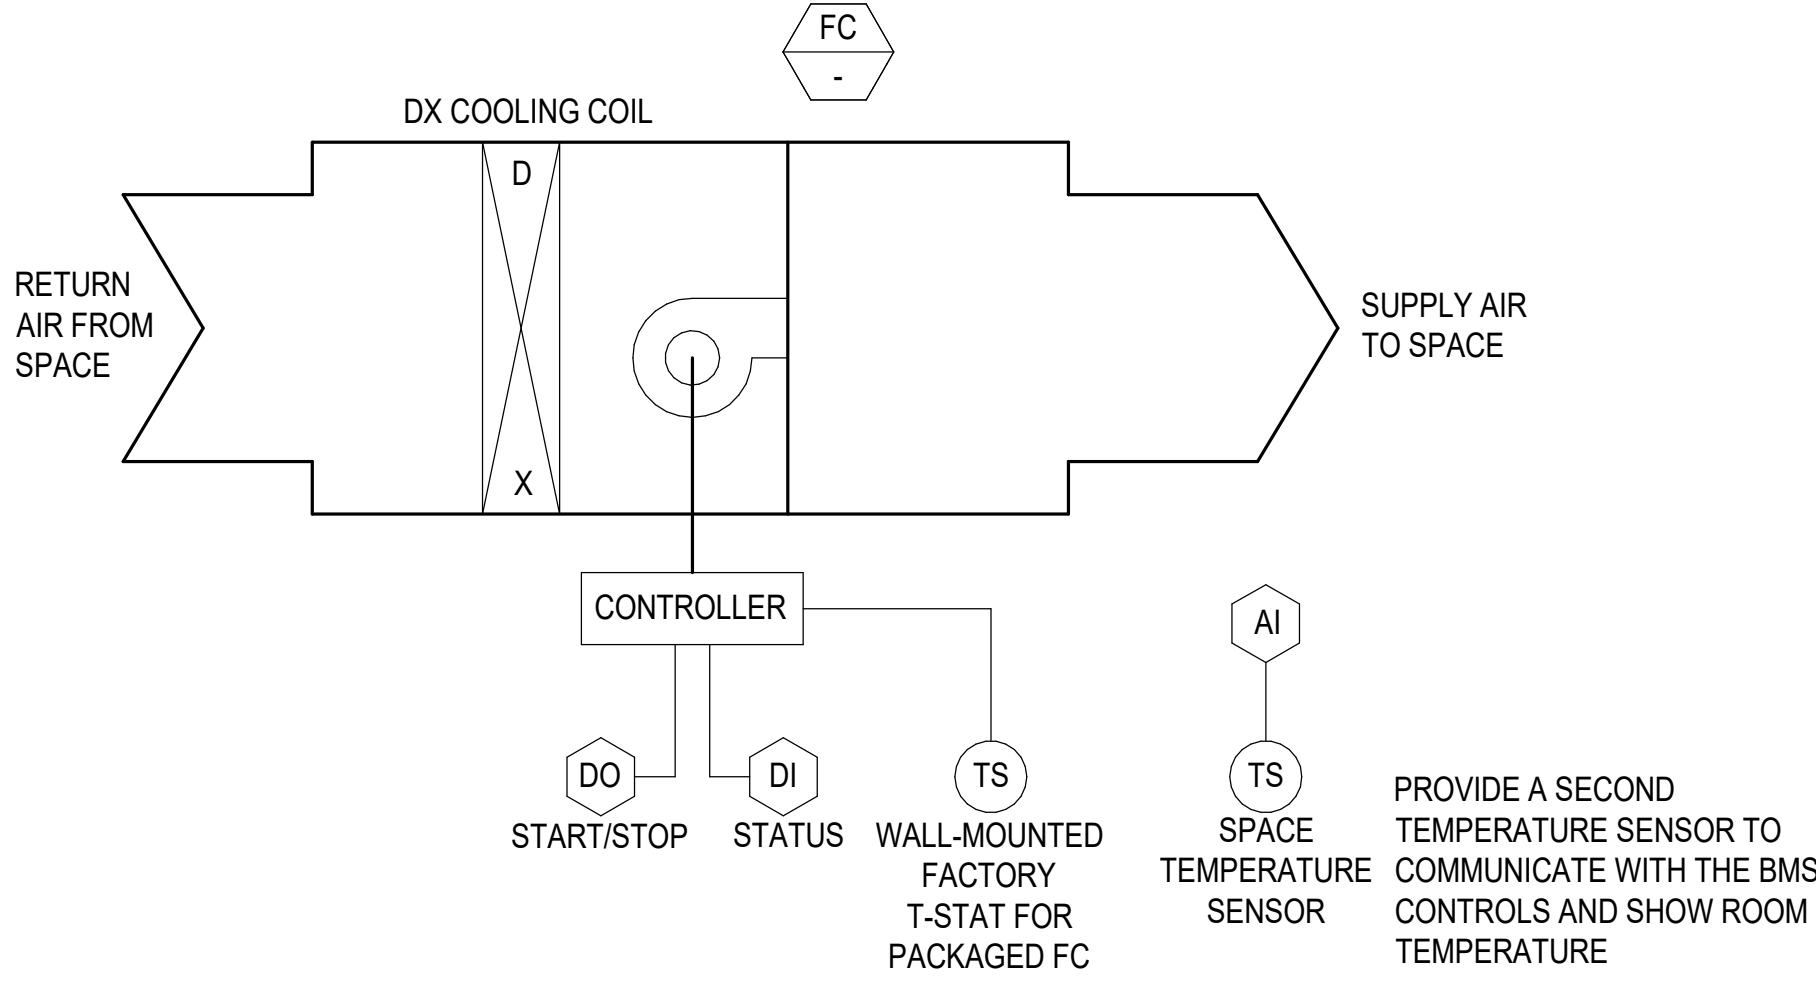 FC
-
DX COOLING COIL
D
X
RETURN
AIR FROM
SPACE
SUPPLY AIR
TO SPACE
CONTROLLER
AI
DO
DI
TS
TS
START/STOP
STATUS
WALL-MOUNTED
FACTORY
T-STAT FOR
PACKAGED FC
SPACE
TEMPERATURE
SENSOR
PROVIDE A SECOND
TEMPERATURE SENSOR TO
COMMUNICATE WITH THE BMS
CONTROLS AND SHOW ROOM
TEMPERATURE